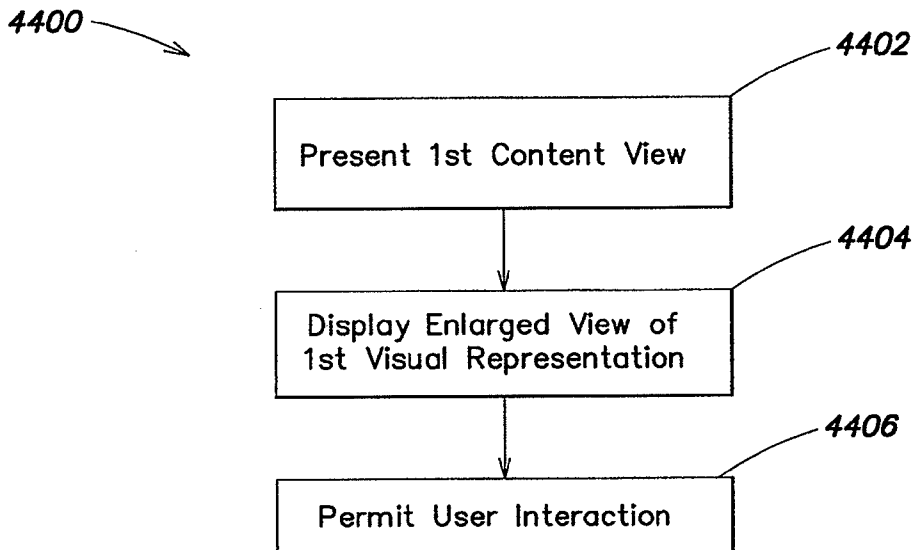 4400
4402
Present 1st Content View
4404
Display Enlarged View of
1st Visual Representation
4406
Permit User Interaction